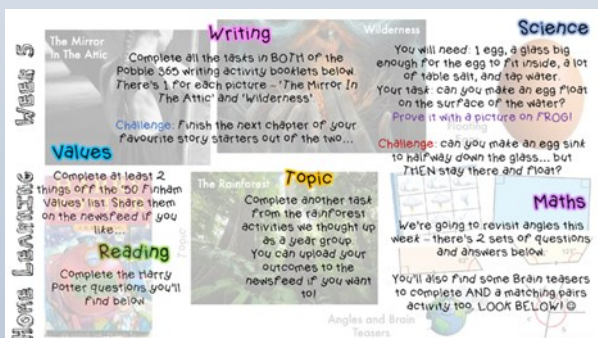 HOME LEARNING WEEK 5
The Mirror
In The Attic
Writing
Wilderness
Complete all the tasks in BOTH of the
Pobble 365 writing activity booklets below.
There's 1 for each picture – 'The Mirror In
The Attic' and 'Wilderness'
Challenge: Finish the next chapter of your
favourite story starters out of the two...
Science
You will need: 1 egg, a glass big
enough for the egg to fit inside, a lot
of table salt, and tap water.
Your task: can you make an egg float
on the surface of the water?
Prove it with a picture on FROG!
Floating
Challenge: can you make an egg sink
to halfway down the glass... but
THEN stay there and float?
Values
Complete at least 2
things off the '50 Finham
Values' list. Share them
on the newsfeed if you
like...
Reading
Complete the Harry
Potter questions you'll
find below.
The Rainforest
Topic
Complete another task
from the rainforest
activities we thought up
as a year group.
You can upload your
outcomes to the
newsfeed if you want
to!
Topic
Maths
We're going to revisit angles this
week – there's 2 sets of questions
and answers below.
You'll also find some Brain teasers
to complete AND a matching pairs
activity too. LOOK BELOW! ☺
Angles and Brain
Teasers